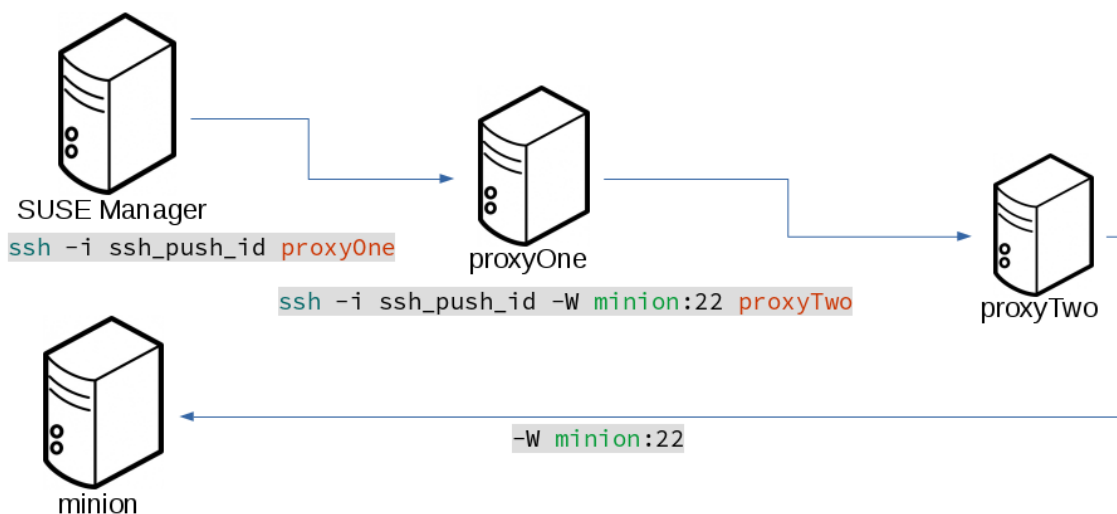 SUSE Manager
ssh -i ssh_push_id proxyOne
proxyOne
ssh -i ssh_push_id -W minion:22 proxyTwo
proxyTwo
-W minion:22
minion